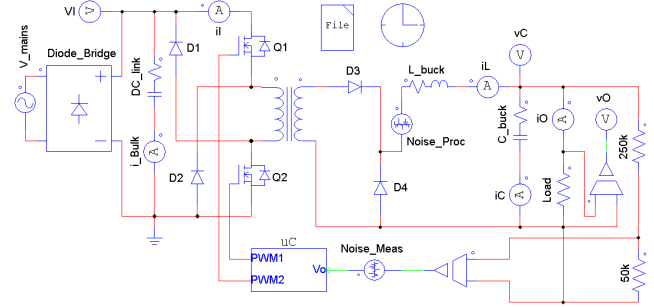 VI
A
iI
File
V_mains
Diode_Bridge
DC_link
D1
Q1
i_Bulk
A
D2
Q2
D3
D4
L_buck
iL
A
Noise_Proc
vC
V
C_buck
iC
A
iO
A
vO
V
Load
250k
50k
uC
PWM1
PWM2
Vo
Noise_Meas
V